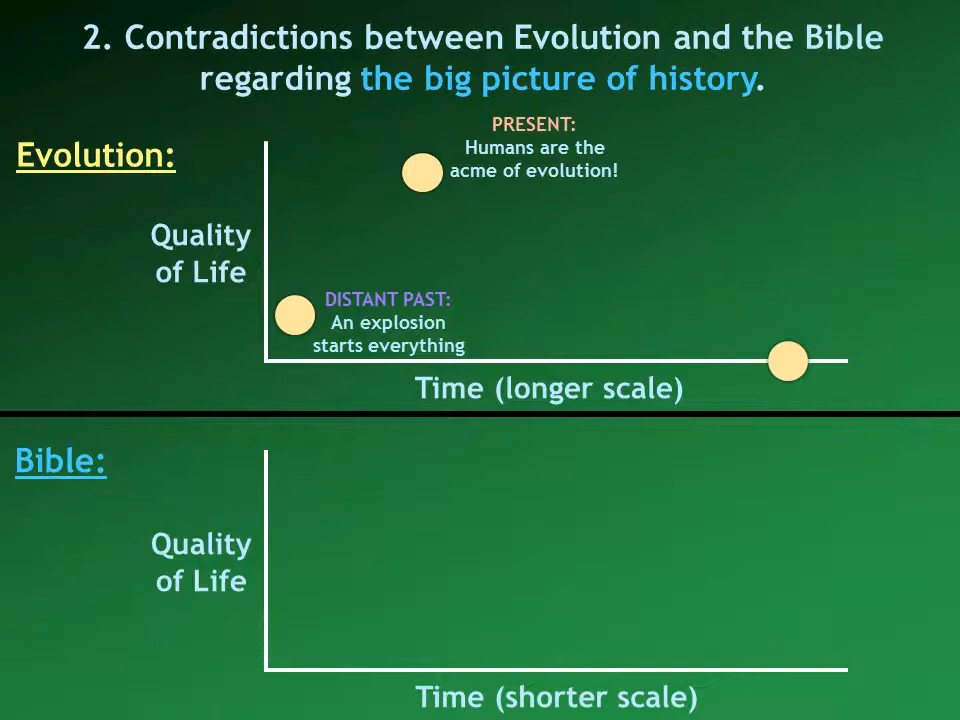 2. Contradictions between Evolution and the Bible
regarding the big picture of history.
Evolution:
PRESENT:
Humans are the
acme of evolution!
Quality
of Life
DISTANT PAST:
An explosion
starts everything
Time (longer scale)
Bible:
Quality
of Life
Time (shorter scale)